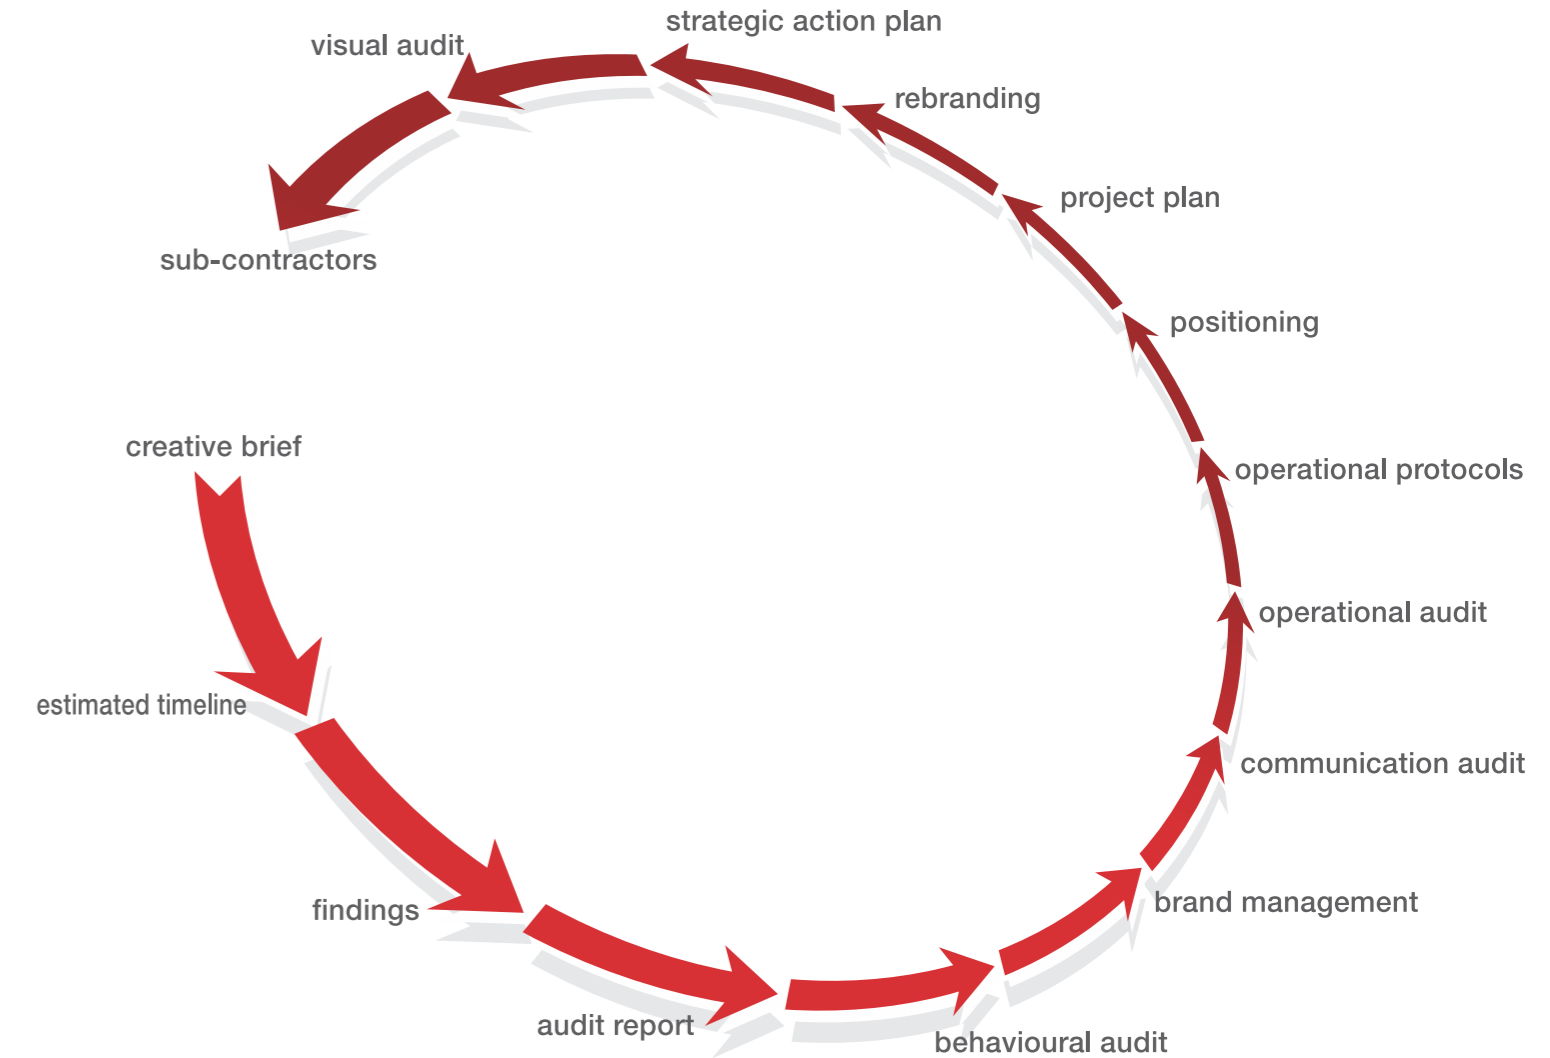 strategic action plan
visual audit
rebranding
project plan
sub-contractors
positioning
creative brief
operational protocols
operational audit
estimated timeline
communication audit
brand management
findings
audit report
behavioural audit